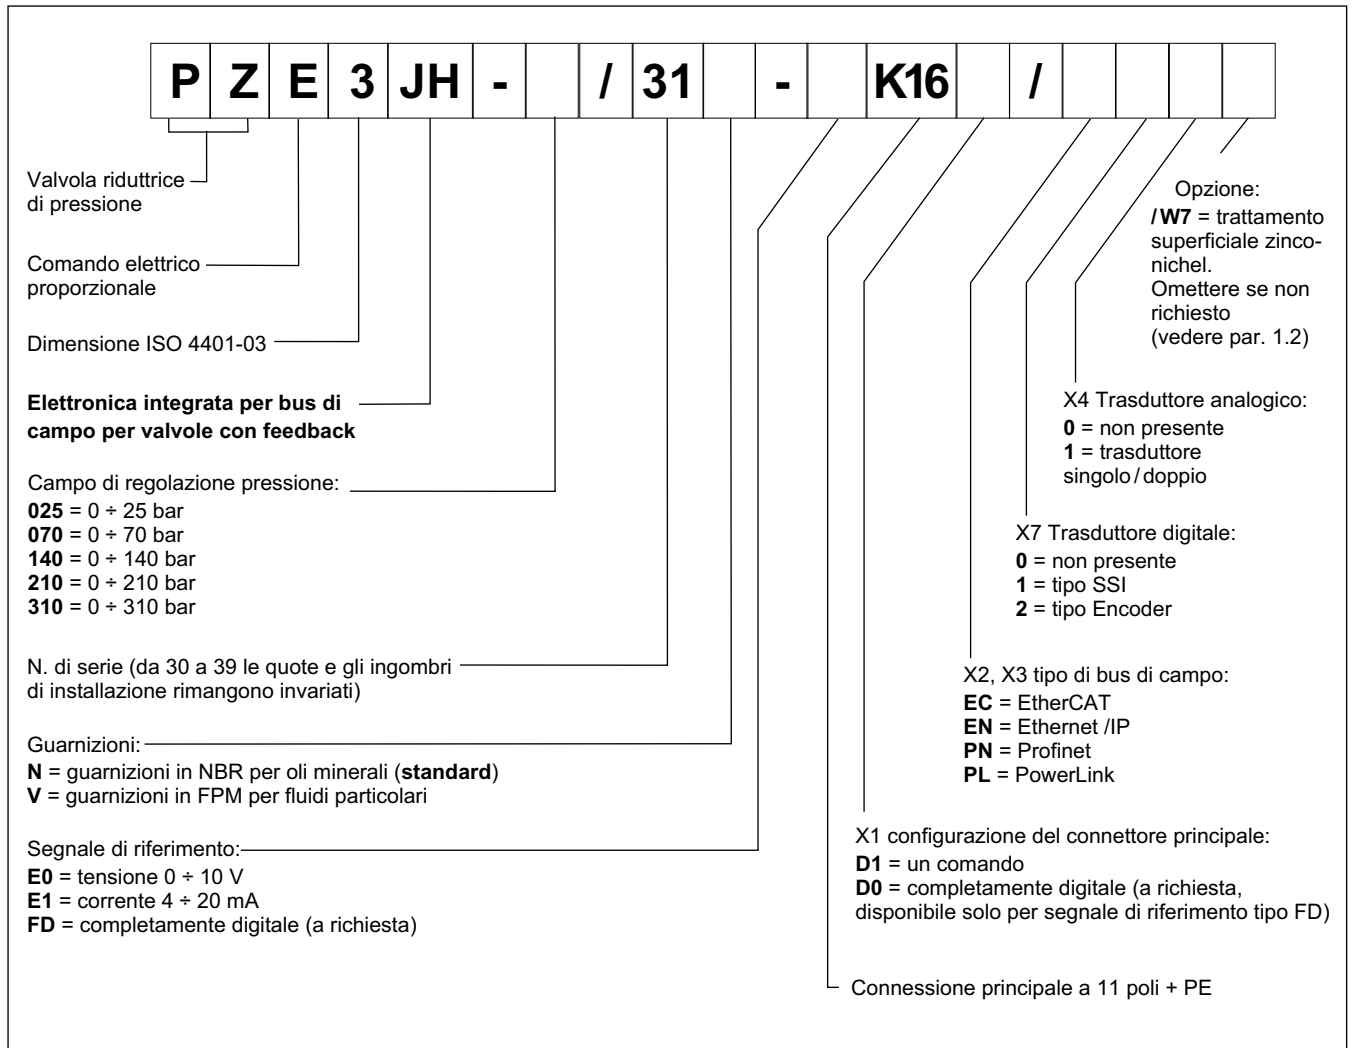 P Z E 3 JH - / 31 - K16 /
Valvola riduttrice
di pressione
Comando elettrico
proporzionale
Dimensione ISO 4401-03
Elettronica integrata per bus di
campo per valvole con feedback
Campo di regolazione pressione:
025 = 0 ÷ 25 bar
070 = 0 ÷ 70 bar
140 = 0 ÷ 140 bar
210 = 0 ÷ 210 bar
310 = 0 ÷ 310 bar
N. di serie (da 30 a 39 le quote e gli ingombri
di installazione rimangono invariati)
Guarnizioni:
N = guarnizioni in NBR per oli minerali (standard)
V = guarnizioni in FPM per fluidi particolari
Segnale di riferimento:
E0 = tensione 0 ÷ 10 V
E1 = corrente 4 ÷ 20 mA
FD = completamente digitale (a richiesta)
Opzione:
/W7 = trattamento
superficiale zinco-
nichel.
Omettere se non
richiesto
(vedere par. 1.2)
X4 Trasduttore analogico:
0 = non presente
1 = trasduttore
singolo/doppio
X7 Trasduttore digitale:
0 = non presente
1 = tipo SSI
2 = tipo Encoder
X2, X3 tipo di bus di campo:
EC = EtherCAT
EN = Ethernet /IP
PN = Profinet
PL = PowerLink
X1 configurazione del connettore principale:
D1 = un comando
D0 = completamente digitale (a richiesta,
disponibile solo per segnale di riferimento tipo FD)
Connessione principale a 11 poli + PE